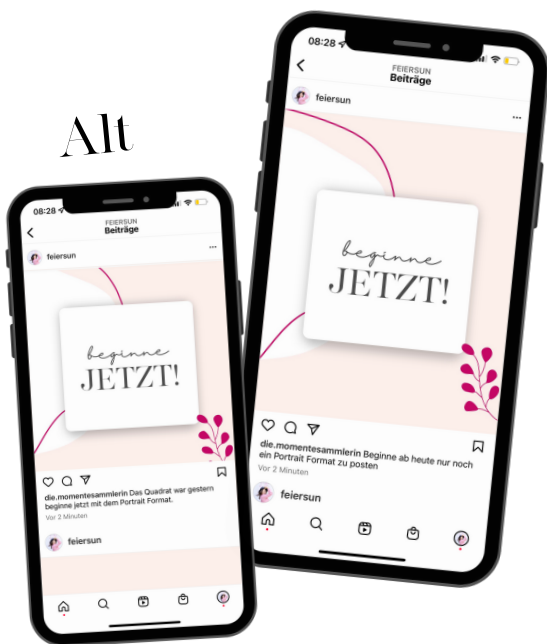 Alt
08:28
FEIERSUN
Beiträge
feiersun
beginne
JETZT!
die.momentesammlerin Das Quadrat war gestern
beginne jetzt mit dem Portrait Format.
Vor 2 Minuten
feiersun
08:28
FEIERSUN
Beiträge
feiersun
beginne
JETZT!
die.momentesammlerin Beginne ab heute nur noch
ein Portrait Format zu posten
Vor 2 Minuten
feiersun